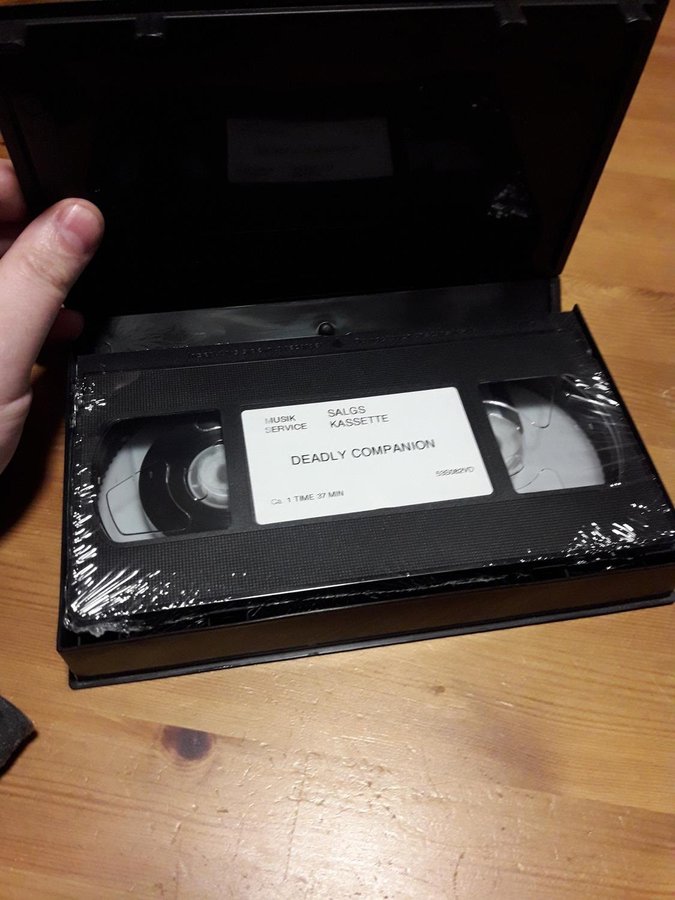 MUSIK SALGS
SERVICE KASSETTE
DEADLY COMPANION
Ca. 1 TIME 37 MIN